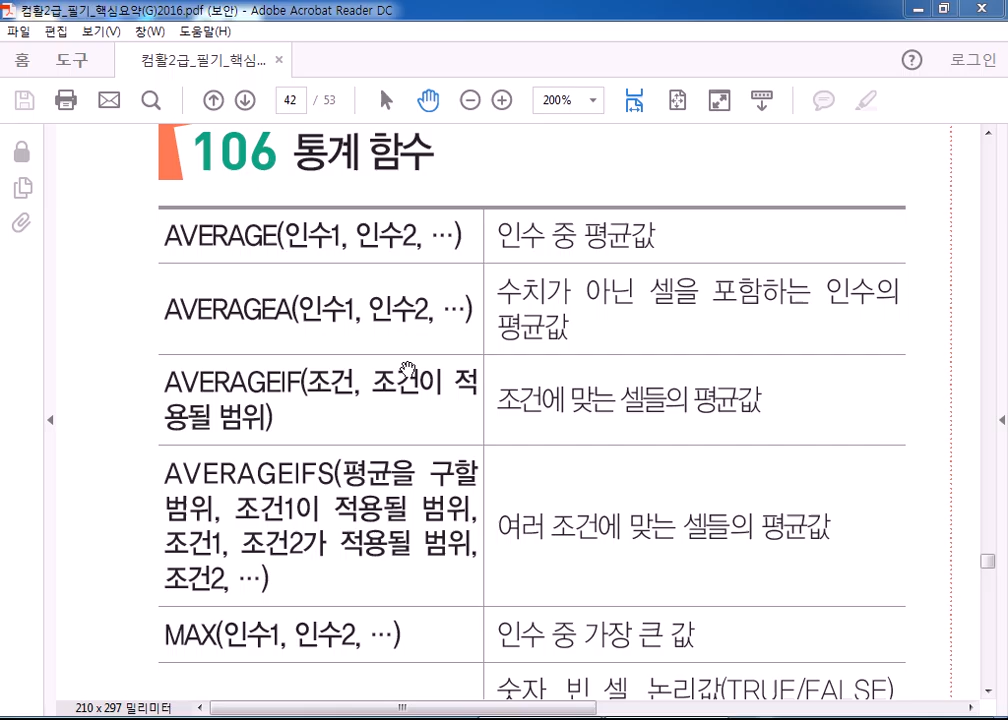 컴활2급_필기_핵심요약(G)2016.pdf (보안) - Adobe Acrobat Reader DC
파일 편집 보기(V) 창(W) 도움말(H)
홈 도구 컴활2급_필기_핵심... × 로그인
42 / 53 200%
106 통계 함수
AVERAGE(인수1, 인수2, …) 인수 중 평균값
AVERAGEA(인수1, 인수2, …)
수치가 아닌 셀을 포함하는 인수의
평균값
AVERAGEIF(조건, 조건이 적
용될 범위)
조건에 맞는 셀들의 평균값
AVERAGEIFS(평균을 구할
범위, 조건1이 적용될 범위,
조건1, 조건2가 적용될 범위,
조건2, …)
여러 조건에 맞는 셀들의 평균값
MAX(인수1, 인수2, …) 인수 중 가장 큰 값
숫자 빈 셀 논리값(TRUE/FALSE)
210 x 297 밀리미터